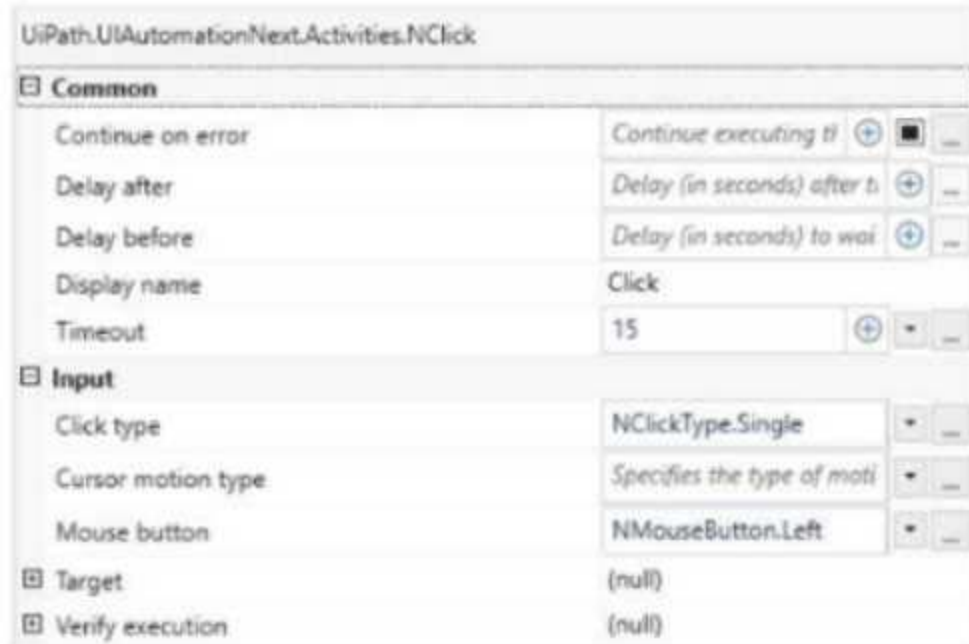 UiPath.UIAutomationNext.Activities.NClick
Common
Continue on error Continue executing tl ...
Delay after Delay (in seconds) after t ...
Delay before Delay (in seconds) to wai ...
Display name Click
Timeout 15 ...
Input
Click type NClickType.Single ...
Cursor motion type Specifies the type of moti ...
Mouse button NMouseButton.Left ...
Target (null)
Verify execution (null)